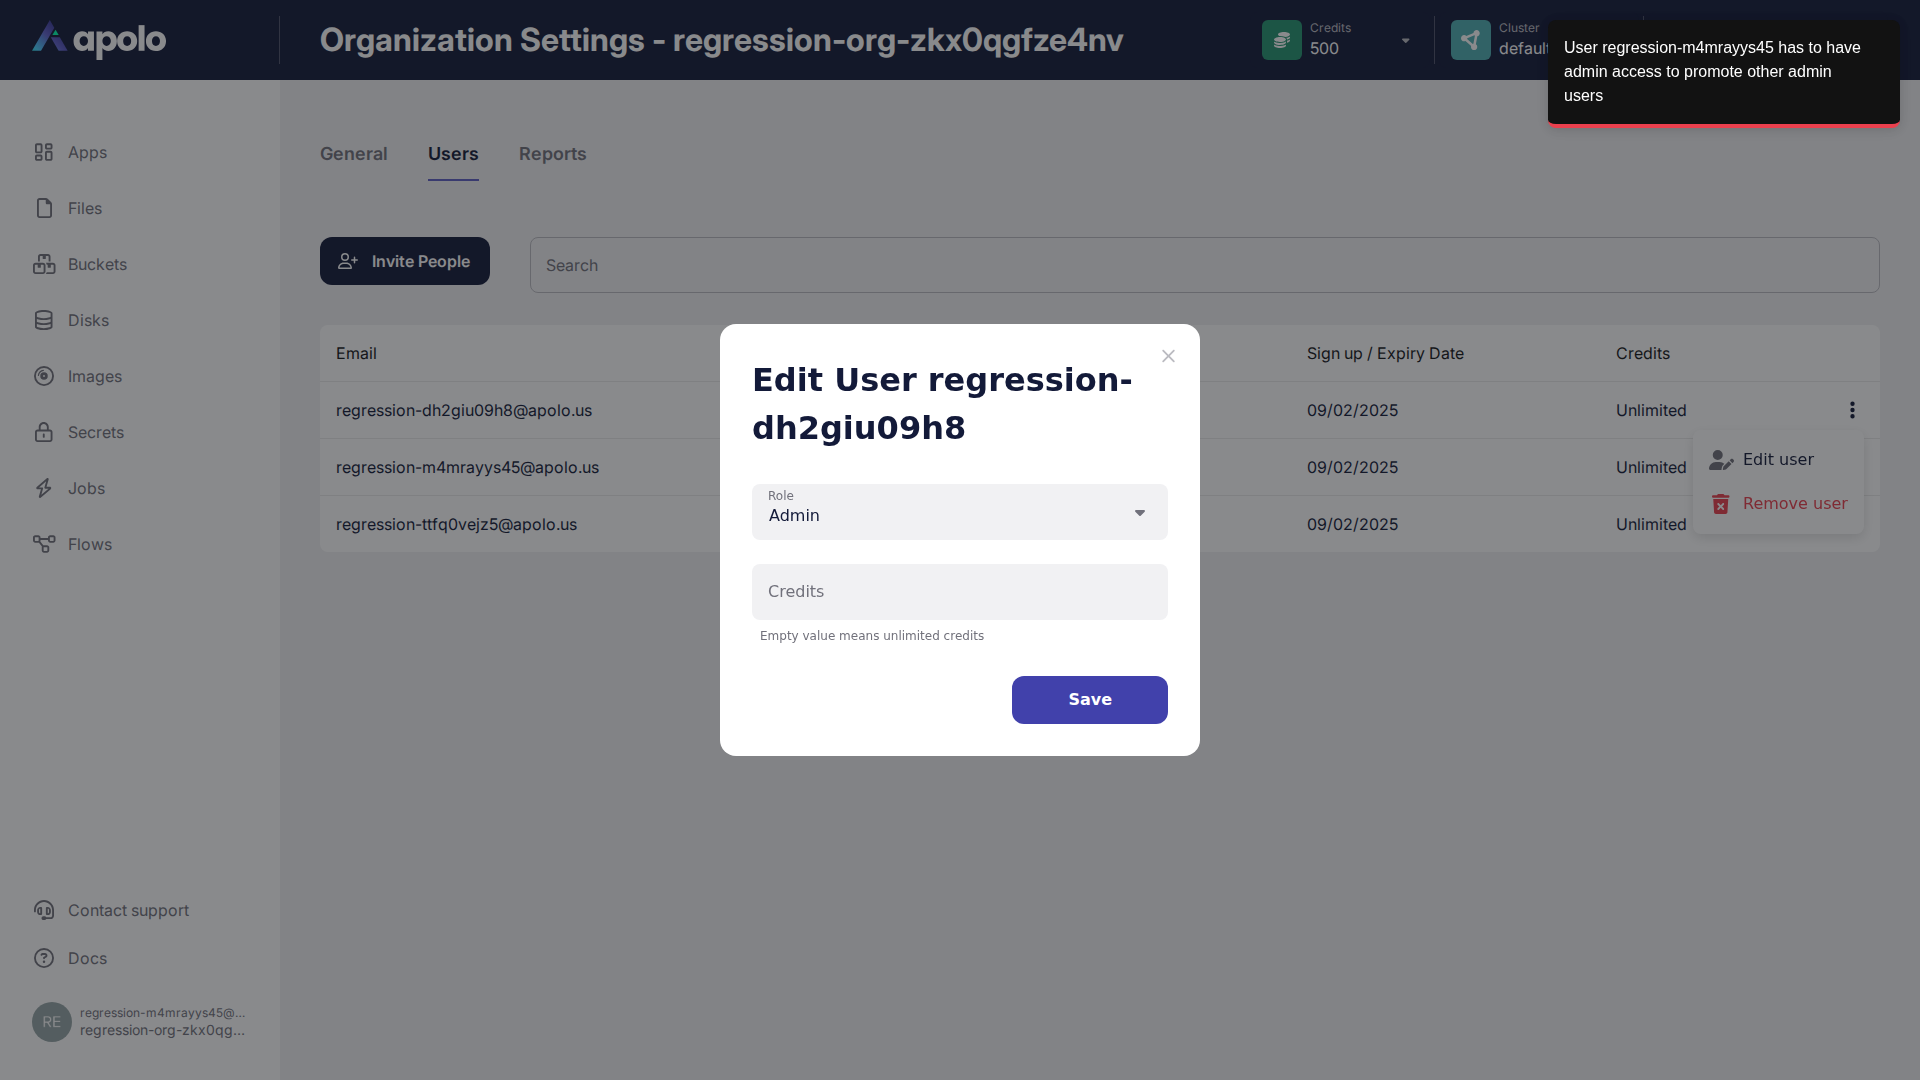 apolo
Organization Settings - regression-org-zkx0qgfze4nv
Credits
500
Cluster
default
User regression-m4mrayys45 has to have
admin access to promote other admin
users
Apps
Files
Buckets
Disks
Images
Secrets
Jobs
Flows
General
Users
Reports
Invite People
Search
Email
Sign up / Expiry Date
Credits
regression-dh2giu09h8@apolo.us
09/02/2025
Unlimited
regression-m4mrayys45@apolo.us
09/02/2025
Unlimited
regression-ttfq0vejz5@apolo.us
09/02/2025
Unlimited
Edit user
Remove user
Edit User regression-
dh2giu09h8
Role
Admin
Credits
Empty value means unlimited credits
Save
Contact support
Docs
RE
regression-m4mrayys45@...
regression-org-zkx0qg...